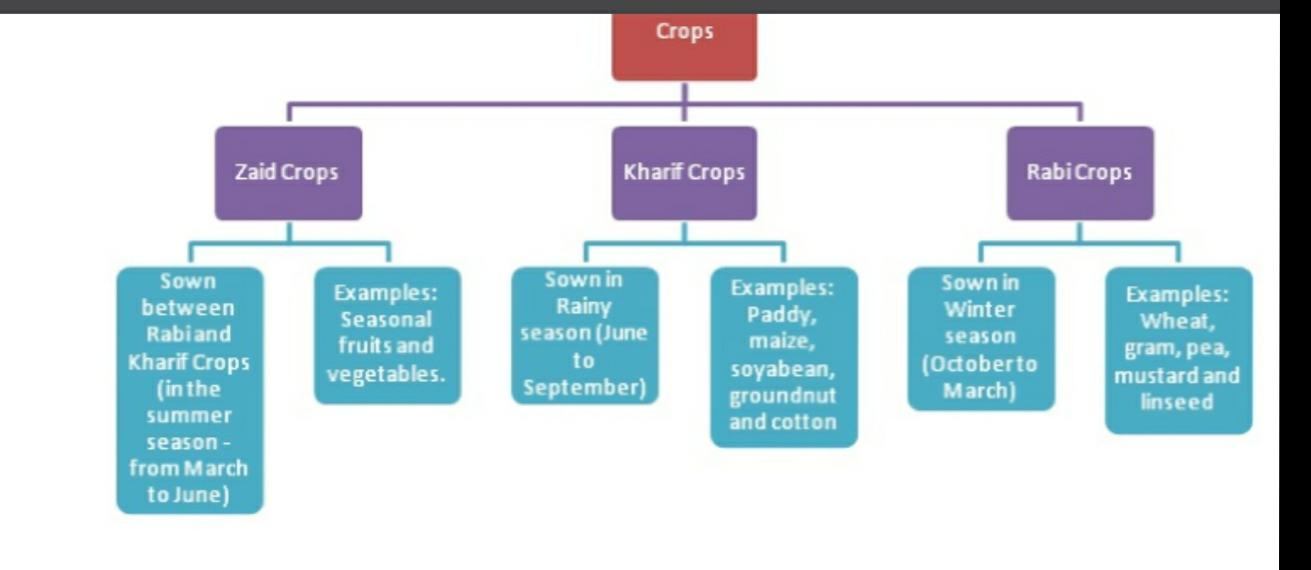 Crops
Zaid Crops
Kharif Crops
Rabi Crops
Sown
between
Rabi and
Kharif Crops
(in the
summer
season -
from March
to June)
Examples:
Seasonal
fruits and
vegetables.
Sown in
Rainy
season (June
to
September)
Examples:
Paddy,
maize,
soyabean,
groundnut
and cotton
Sown in
Winter
season
(October to
March)
Examples:
Wheat,
gram, pea,
mustard and
linseed